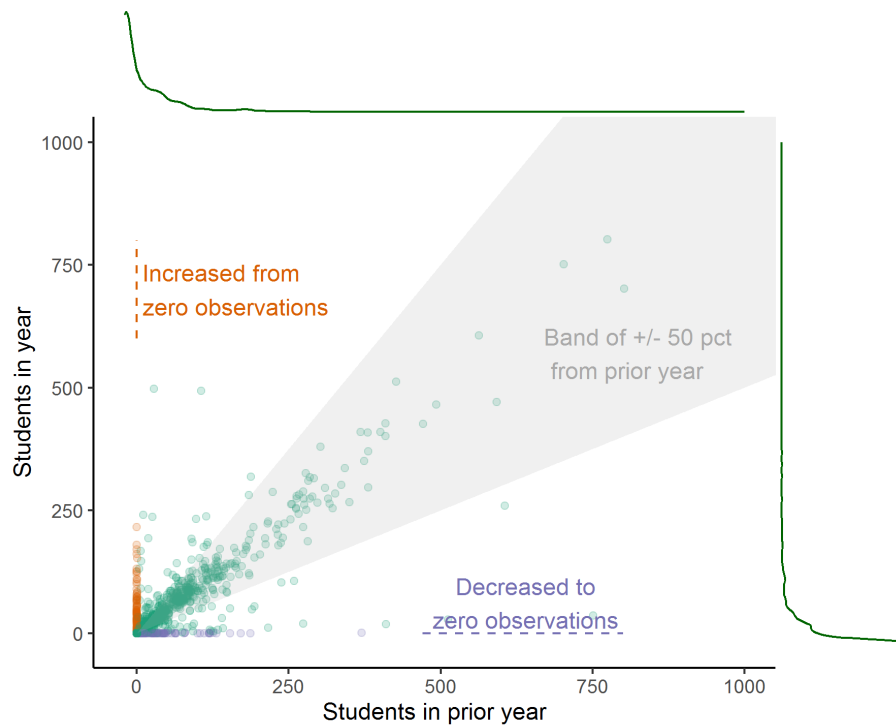 1000
750
500
250
0
Students in year
Increased from
zero observations
Band of +/- 50 pct
from prior year
Decreased to
zero observations
0 250 500 750 1000
Students in prior year